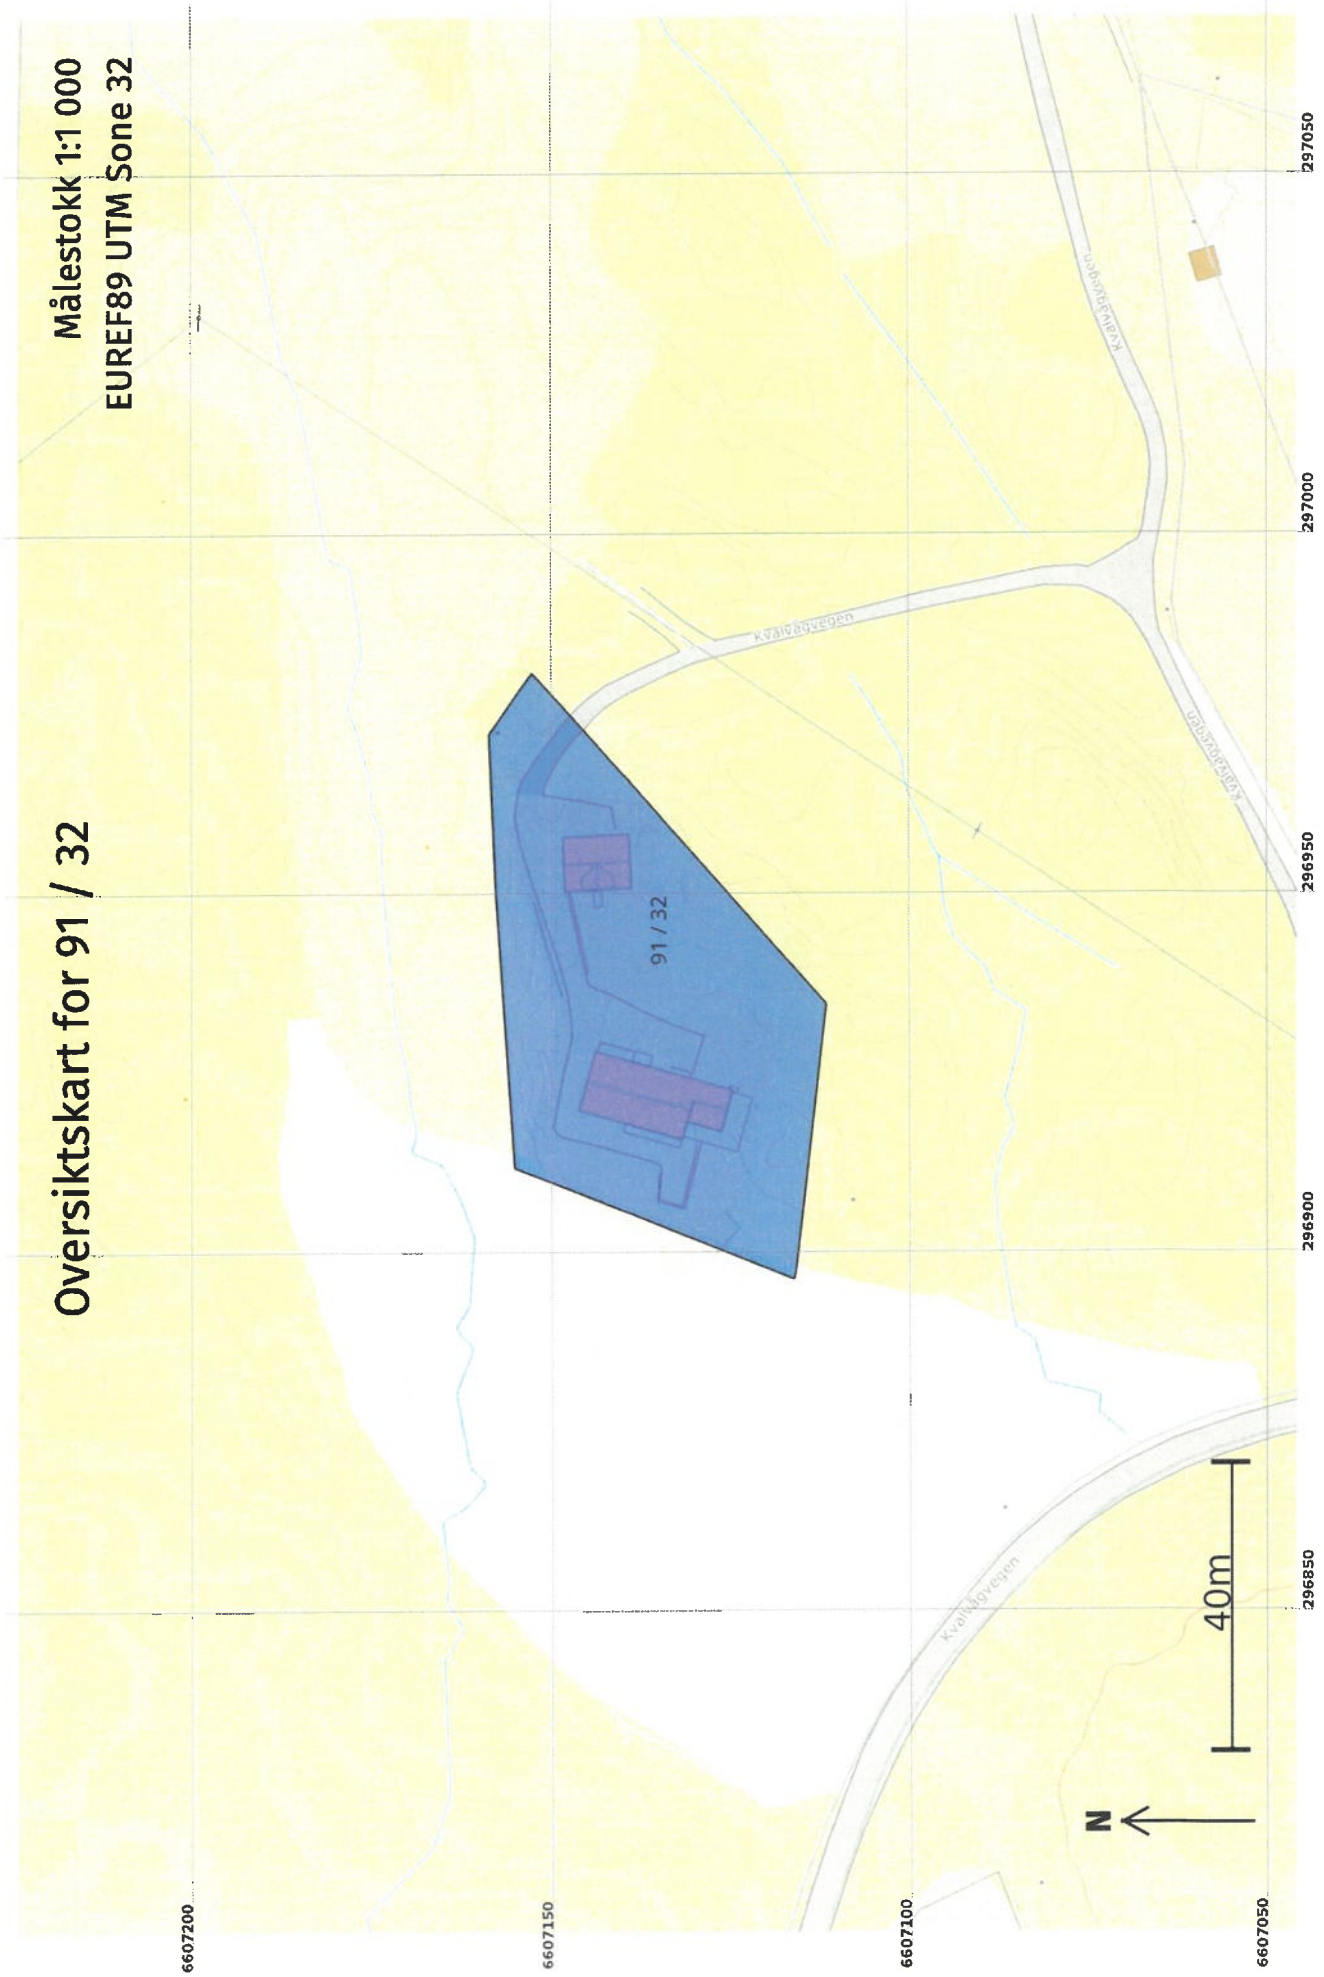 Oversiktskart for 91 / 32
Målestokk 1:1 000
EUREF89 UTM Sone 32
6607200
6607150
6607100
6607050
91 / 32
Kvalvågvegen
Kvalvågvegen
Kvalvågvegen
Kvalvågvegen
Kvalvågvegen
N
40m
296850
296900
296950
297000
297050